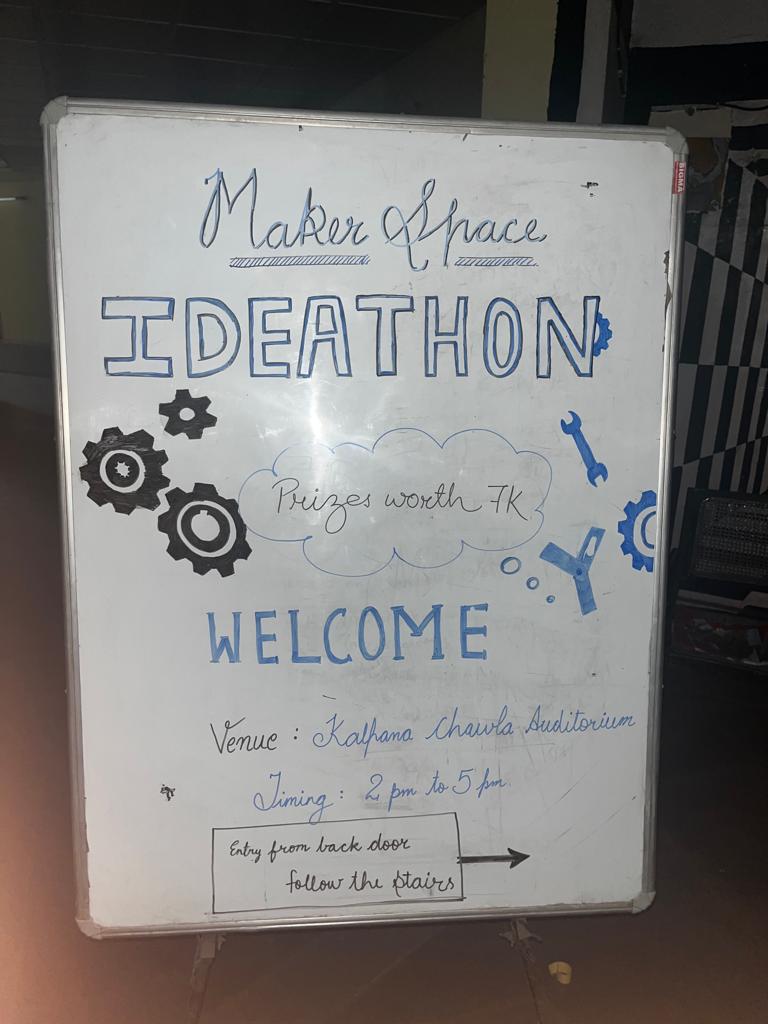 SIGMA
Maker Space
IDEATHON
Prizes worth 7K
WELCOME
Venue : Kalpana Chawla Auditorium
Timing : 2 pm to 5 pm.
Entry from back door
follow the stairs